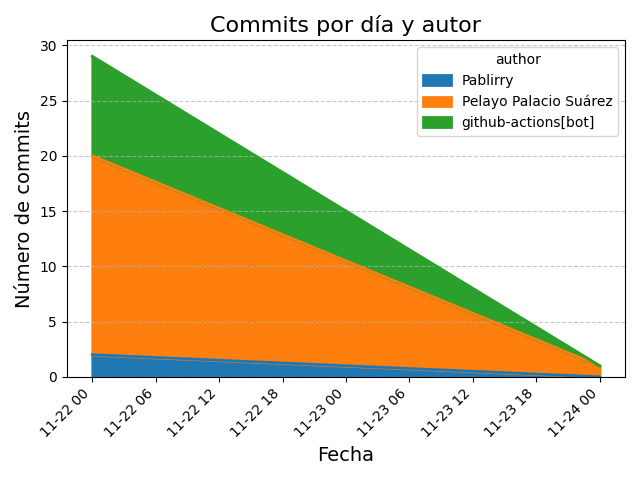 Commits por día y autor
30
25
20
15
10
5
0
Número de commits
author
Pablirry
Pelayo Palacio Suárez
github-actions[bot]
11-22 00
11-22 06
11-22 12
11-22 18
11-23 00
11-23 06
11-23 12
11-23 18
11-24 00
Fecha